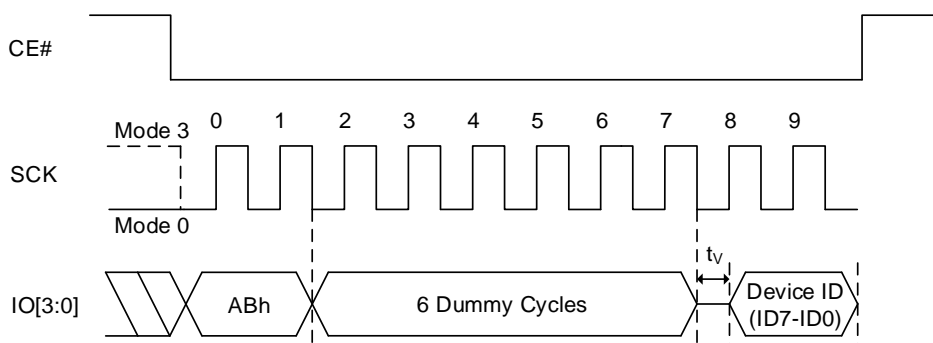 CE#
0 1 2 3 4 5 6 7 8 9
Mode 3
SCK
Mode 0
tV
IO[3:0]
ABh
6 Dummy Cycles
Device ID
(ID7-ID0)